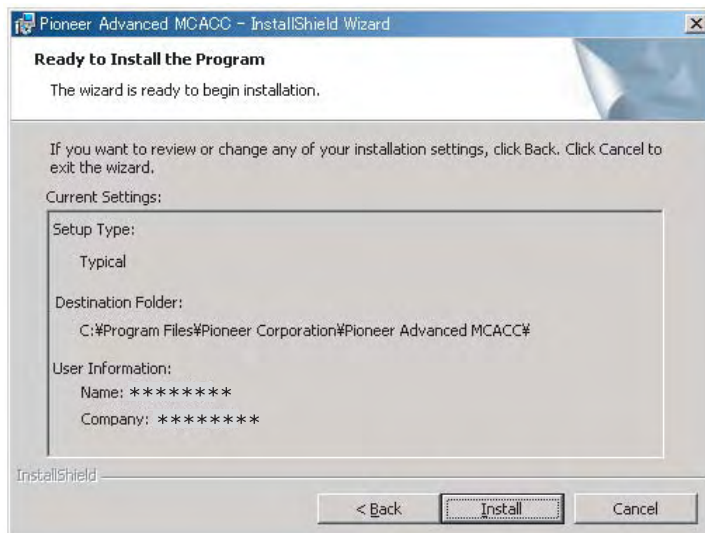 Pioneer Advanced MCACC - InstallShield Wizard
Ready to Install the Program
The wizard is ready to begin installation.
If you want to review or change any of your installation settings, click Back. Click Cancel to
exit the wizard.
Current Settings:
Setup Type:
Typical
Destination Folder:
C:¥Program Files¥Pioneer Corporation¥Pioneer Advanced MCACC¥
User Information:
Name: ********
Company: ********
InstallShield
< Back
Install
Cancel